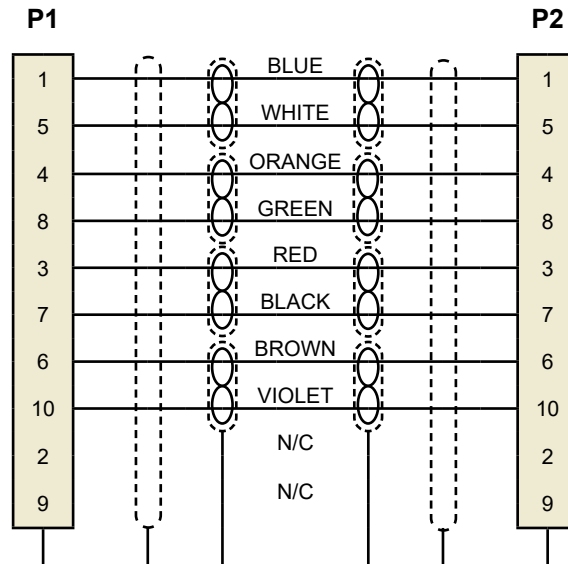 P1 P2
1 BLUE 1
5 WHITE 5
4 ORANGE 4
8 GREEN 8
3 RED 3
7 BLACK 7
6 BROWN 6
10 VIOLET 10
2 N/C 2
9 N/C 9